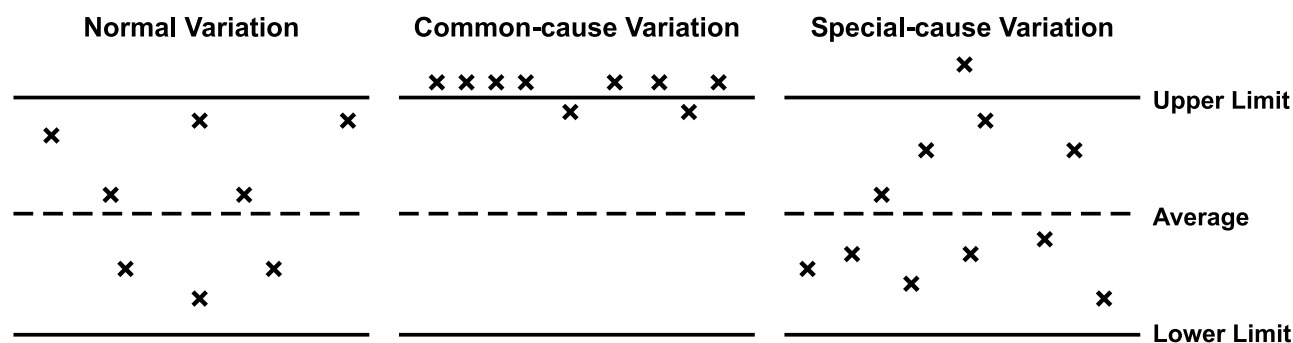 Normal Variation
Common-cause Variation
Special-cause Variation
Upper Limit
Average
Lower Limit